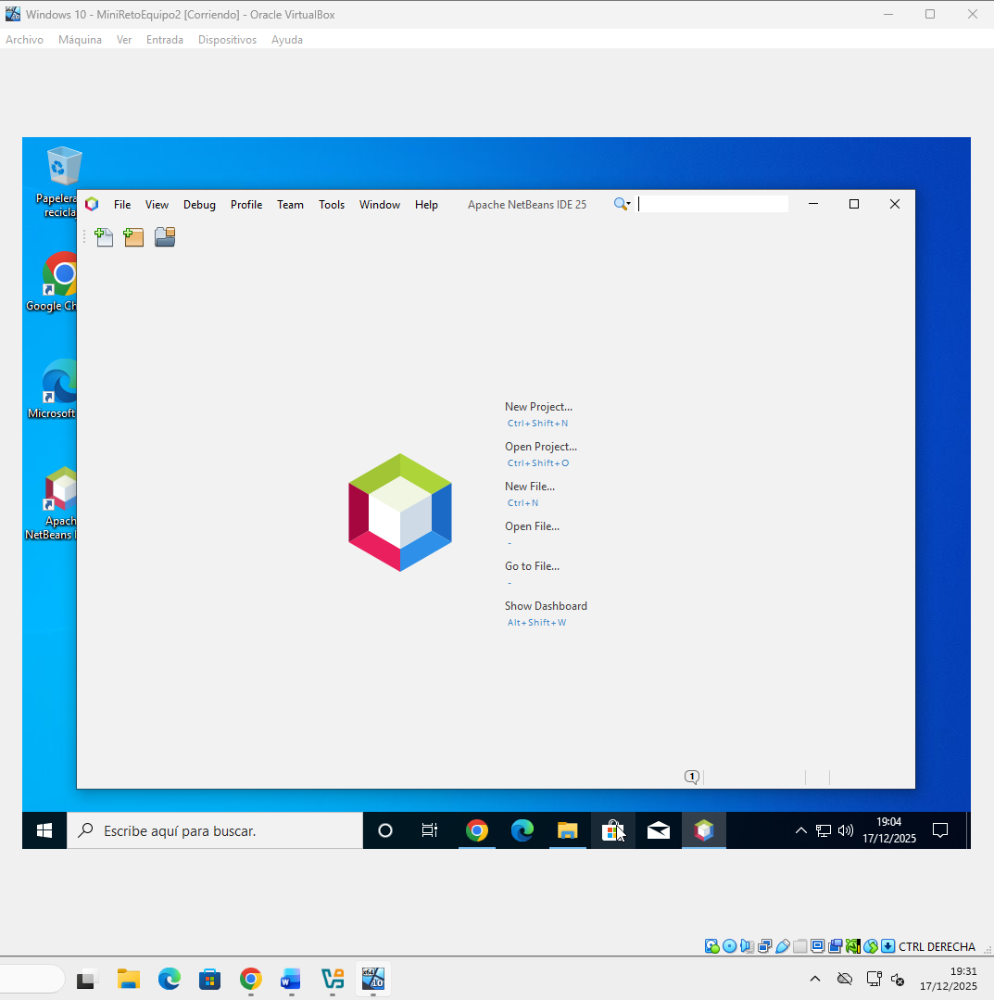 Windows 10 - MiniRetoEquipo2 [Corriendo] - Oracle VirtualBox
Archivo Máquina Ver Entrada Dispositivos Ayuda
Papelera
recicla
Google Ch
Microsoft
Apach
NetBeans I
File View Debug Profile Team Tools Window Help Apache NetBeans IDE 25
New Project...
Ctrl+Shift+N
Open Project...
Ctrl+Shift+O
New File...
Ctrl+N
Open File...
-
Go to File...
-
Show Dashboard
Alt+Shift+W
1
Escribe aquí para buscar.
19:04
17/12/2025
CTRL DERECHA
19:31
17/12/2025